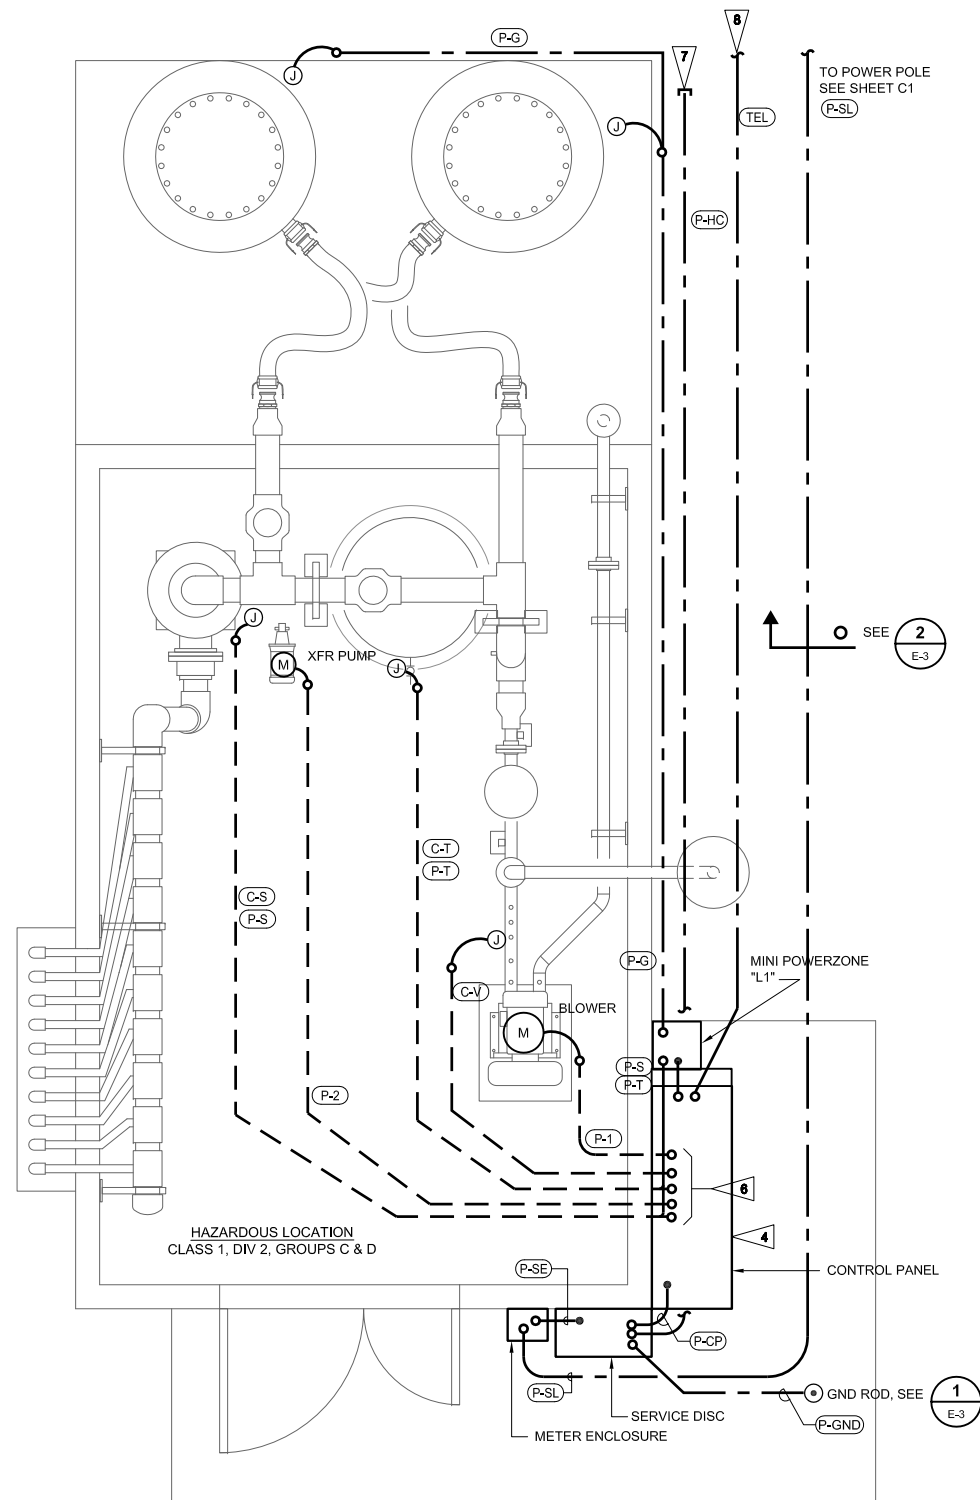 8
P-G
7
J
TO POWER POLE
SEE SHEET C1
P-SL
TEL
J
P-HC
J
SEE
2
E-3
M
XFR PUMP
J
C-T
P-T
C-S
P-S
J
P-G
MINI POWERZONE
"L1"
C-V
BLOWER
M
P-S
P-T
P-2
P-1
6
4
HAZARDOUS LOCATION
CLASS 1, DIV 2, GROUPS C & D
P-SE
CONTROL PANEL
P-CP
P-SL
GND ROD, SEE
1
E-3
SERVICE DISC
P-GND
METER ENCLOSURE